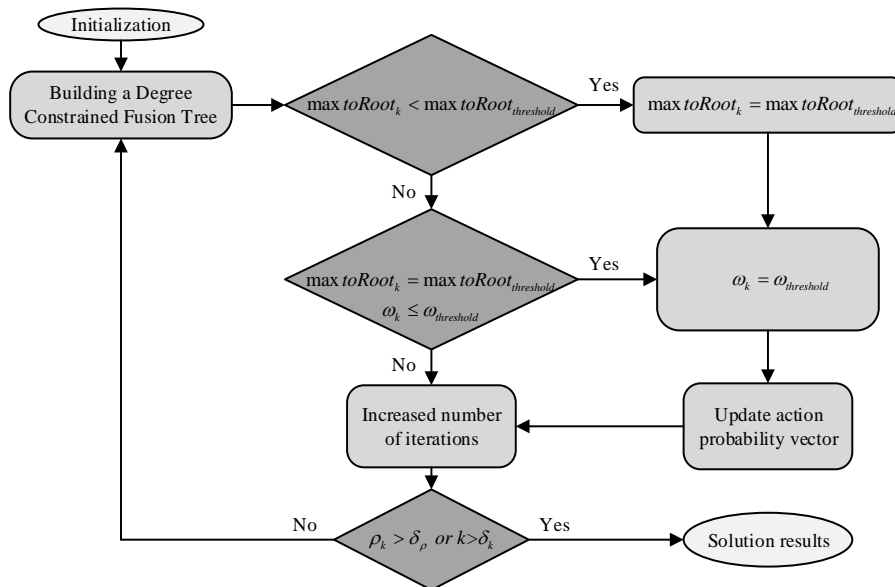 Initialization
Building a Degree
Constrained Fusion Tree
max toRoot_k < max toRoot_threshold
Yes
max toRoot_k = max toRoot_threshold
No
max toRoot_k = max toRoot_threshold
ω_k ≤ ω_threshold
Yes
ω_k = ω_threshold
No
Increased number
of iterations
Update action
probability vector
No
ρ_k > δ_ρ or k>δ_k
Yes
Solution results